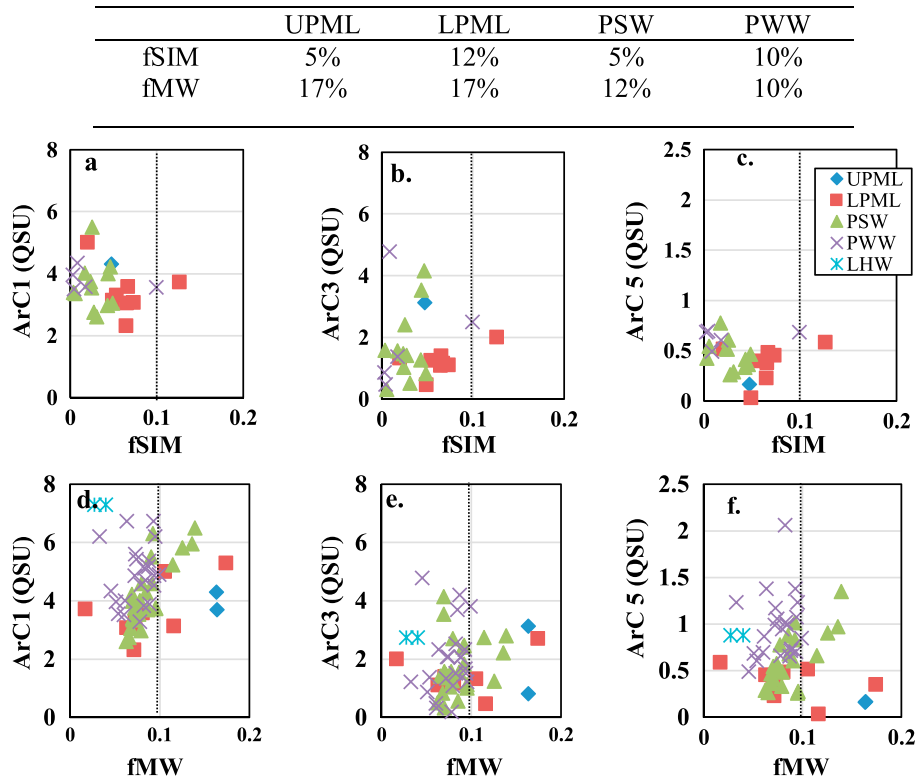 UPML LPML PSW PWW
fSIM 5% 12% 5% 10%
fMW 17% 17% 12% 10%
a
8
6
4
2
0
0 0.1 0.2
ArC1 (QSU)
fSIM
b.
8
6
4
2
0
0 0.1 0.2
ArC3 (QSU)
fSIM
c.
2.5
2
1.5
1
0.5
0
0 0.1 0.2
ArC 5 (QSU)
fSIM
UPML
LPML
PSW
PWW
LHW
d.
8
6
4
2
0
0 0.1 0.2
ArC1 (QSU)
fMW
e.
8
6
4
2
0
0 0.1 0.2
ArC3 (QSU)
fMW
f.
2.5
2
1.5
1
0.5
0
0 0.1 0.2
ArC 5 (QSU)
fMW